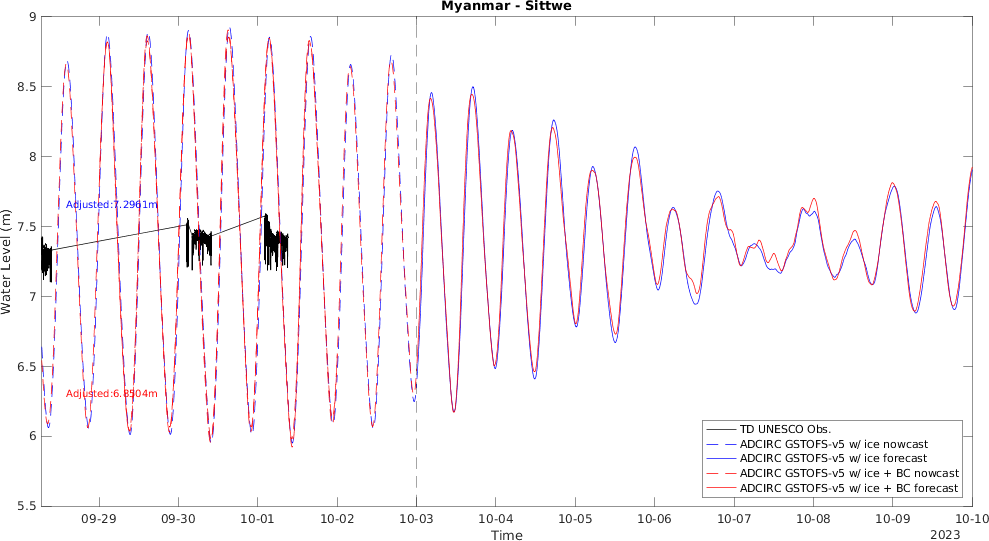 Myanmar - Sittwe
9
8.5
8
7.5
7
6.5
6
5.5
Water Level (m)
Adjusted:7.2961m
Adjusted:6.8504m
TD UNESCO Obs.
ADCIRC GSTOFS-v5 w/ ice nowcast
ADCIRC GSTOFS-v5 w/ ice forecast
ADCIRC GSTOFS-v5 w/ ice + BC nowcast
ADCIRC GSTOFS-v5 w/ ice + BC forecast
09-29 09-30 10-01 10-02 10-03 10-04 10-05 10-06 10-07 10-08 10-09 10-10
Time
2023